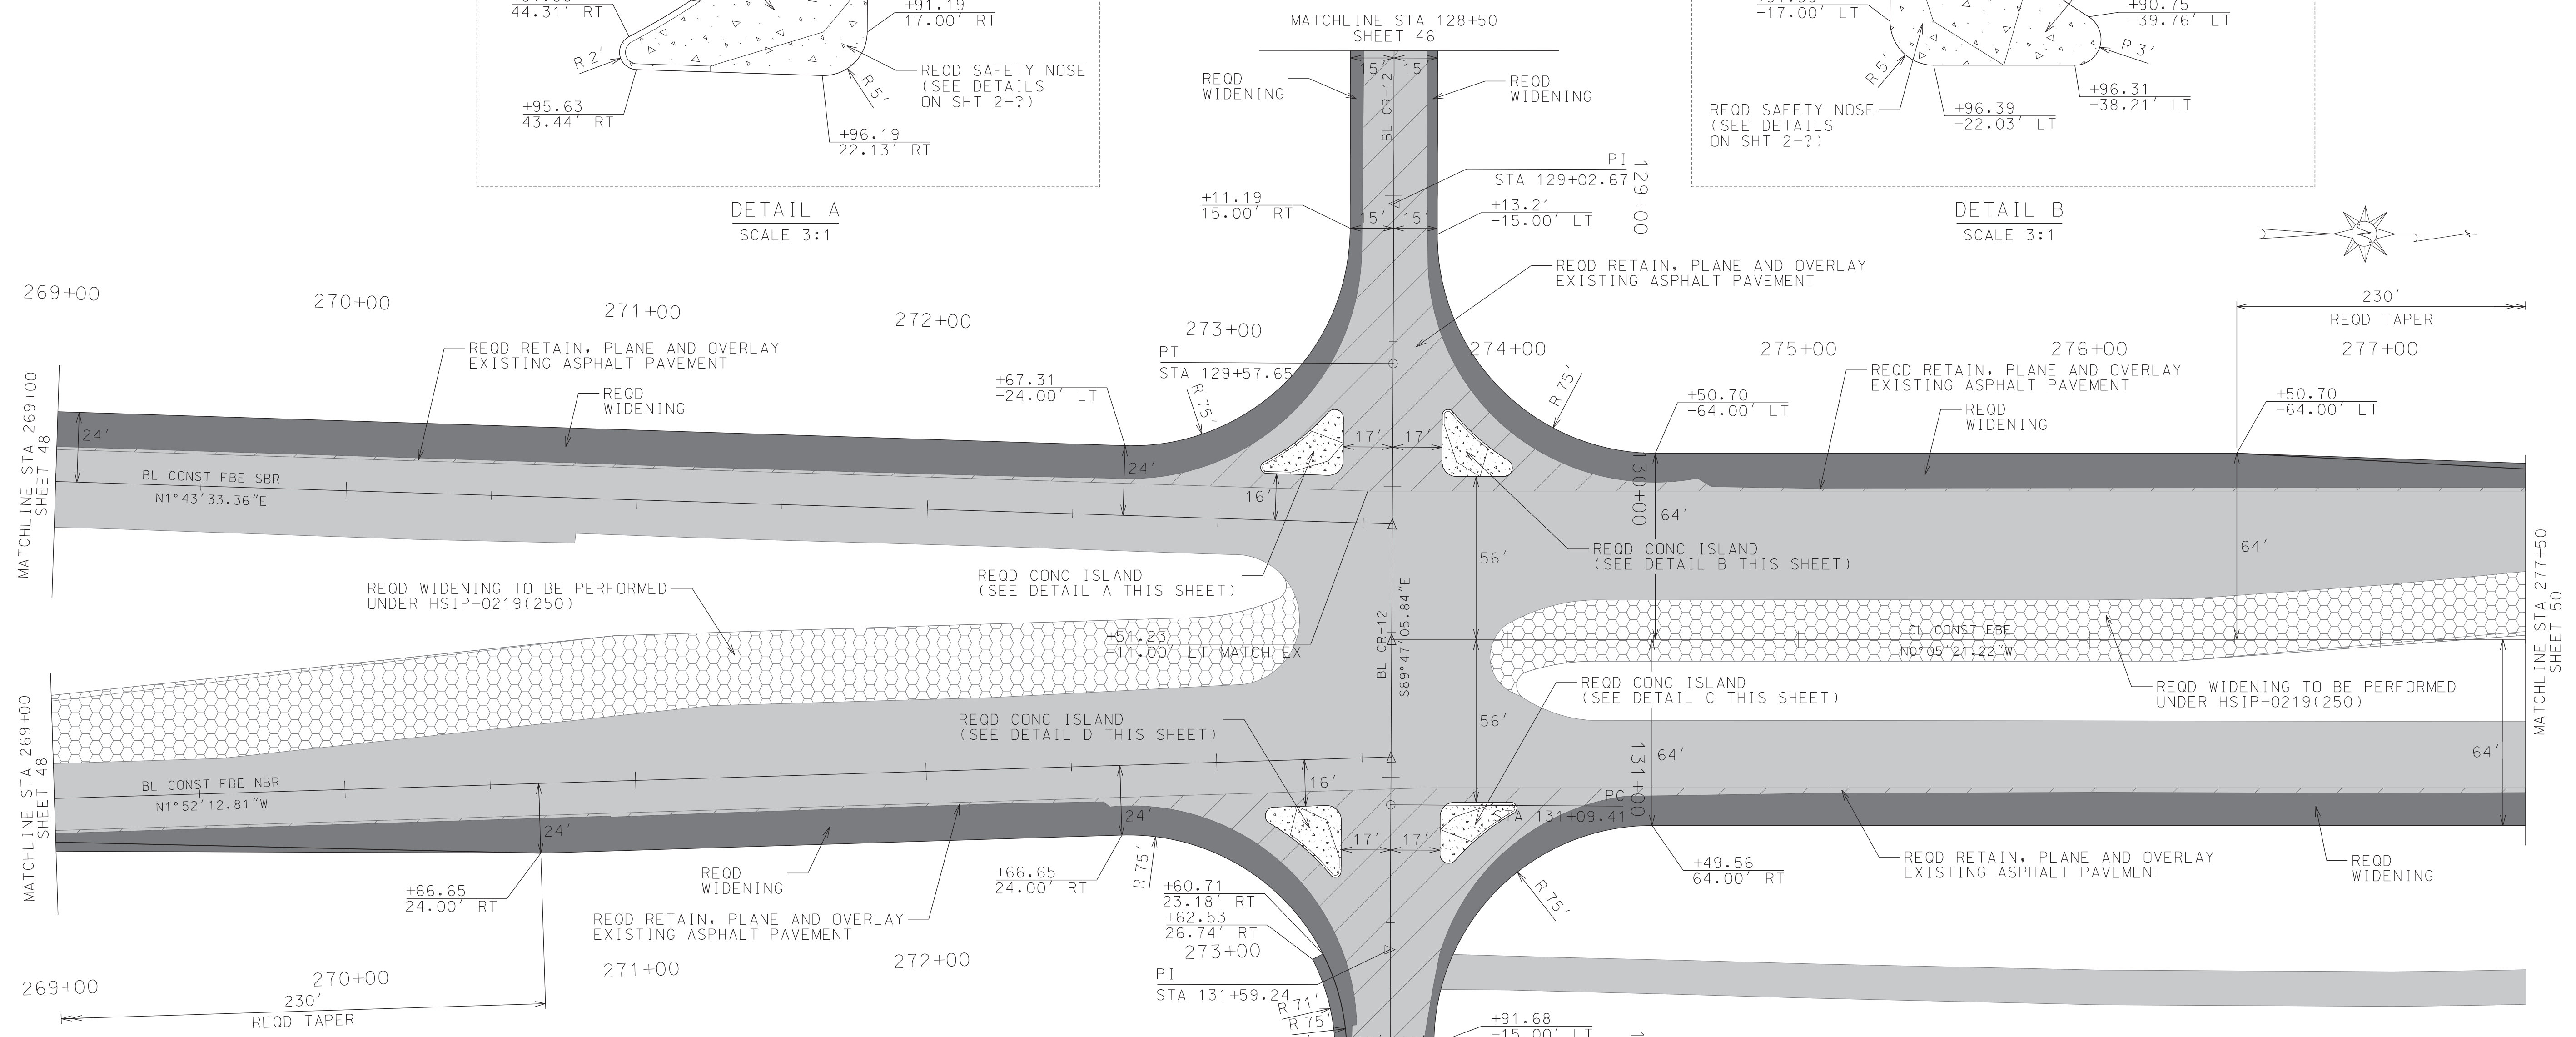 44.31' RT
+91.19
17.00' RT
R 2'
R 5'
REQD SAFETY NOSE
(SEE DETAILS
ON SHT 2-?)
+95.63
43.44' RT
+96.19
22.13' RT
DETAIL A
SCALE 3:1
MATCHLINE STA 128+50
SHEET 46
15' 15'
REQD
WIDENING
REQD
WIDENING
BL CR-12
PI
STA 129+02.67
129+00
+11.19
15.00' RT
15' 15'
+13.21
-15.00' LT
-17.00' LT
+90.75
-39.76' LT
R 5'
R 3'
+96.31
-38.21' LT
+96.39
-22.03' LT
REQD SAFETY NOSE
(SEE DETAILS
ON SHT 2-?)
DETAIL B
SCALE 3:1
N
REQD RETAIN, PLANE AND OVERLAY
EXISTING ASPHALT PAVEMENT
230'
REQD TAPER
269+00
270+00
271+00
272+00
273+00
274+00
275+00
276+00
277+00
REQD RETAIN, PLANE AND OVERLAY
EXISTING ASPHALT PAVEMENT
REQD
WIDENING
PT
STA 129+57.65
+67.31
-24.00' LT
R 75'
R 75'
+50.70
-64.00' LT
REQD RETAIN, PLANE AND OVERLAY
EXISTING ASPHALT PAVEMENT
REQD
WIDENING
+50.70
-64.00' LT
MATCHLINE STA 269+00
SHEET 48
24'
BL CONST FBE SBR
N1°43'33.36"E
24'
17' 17'
16'
130+00
64'
56'
64'
REQD CONC ISLAND
(SEE DETAIL A THIS SHEET)
REQD CONC ISLAND
(SEE DETAIL B THIS SHEET)
REQD WIDENING TO BE PERFORMED
UNDER HSIP-0219(250)
+51.23
-11.00' LT MATCH EX
BL CR-12
S89°47'05.84"E
CL CONST FBE
N0°05'21.22"W
MATCHLINE STA 277+50
SHEET 50
REQD CONC ISLAND
(SEE DETAIL C THIS SHEET)
REQD WIDENING TO BE PERFORMED
UNDER HSIP-0219(250)
REQD CONC ISLAND
(SEE DETAIL D THIS SHEET)
56'
131+00
64'
64'
MATCHLINE STA 269+00
SHEET 48
BL CONST FBE NBR
N1°52'12.81"W
24'
24'
16'
17' 17'
PC
STA 131+09.41
+66.65
24.00' RT
REQD
WIDENING
REQD RETAIN, PLANE AND OVERLAY
EXISTING ASPHALT PAVEMENT
+66.65
24.00' RT
R 75'
+60.71
23.18' RT
+62.53
26.74' RT
R 75'
+49.56
64.00' RT
REQD RETAIN, PLANE AND OVERLAY
EXISTING ASPHALT PAVEMENT
REQD
WIDENING
269+00
270+00
271+00
272+00
273+00
230'
REQD TAPER
PI
STA 131+59.24
R 71'
R 75'
+91.68
-15.00' LT